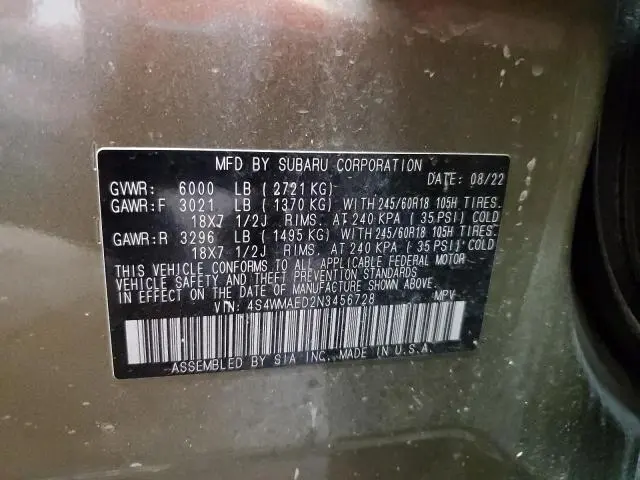 MFD BY SUBARU CORPORATION
DATE: 08/22
GVWR: 6000 LB (2721 KG)
GAWR:F 3021 LB (1370 KG) WITH 245/60R18 105H TIRES.
18X7 1/2J RIMS. AT 240 KPA (35 PSI) COLD
GAWR:R 3296 LB (1495 KG) WITH 245/60R18 105H TIRES.
18X7 1/2J RIMS. AT 240 KPA (35 PSI) COLD
THIS VEHICLE CONFORMS TO ALL APPLICABLE FEDERAL MOTOR
VEHICLE SAFETY AND THEFT PREVENTION STANDARDS
IN EFFECT ON THE DATE OF MANUFACTURE SHOWN ABOVE.
VIN: 4S4WMAED2N3456728 MPV
ASSEMBLED BY SIA INC. MADE IN U.S.A.